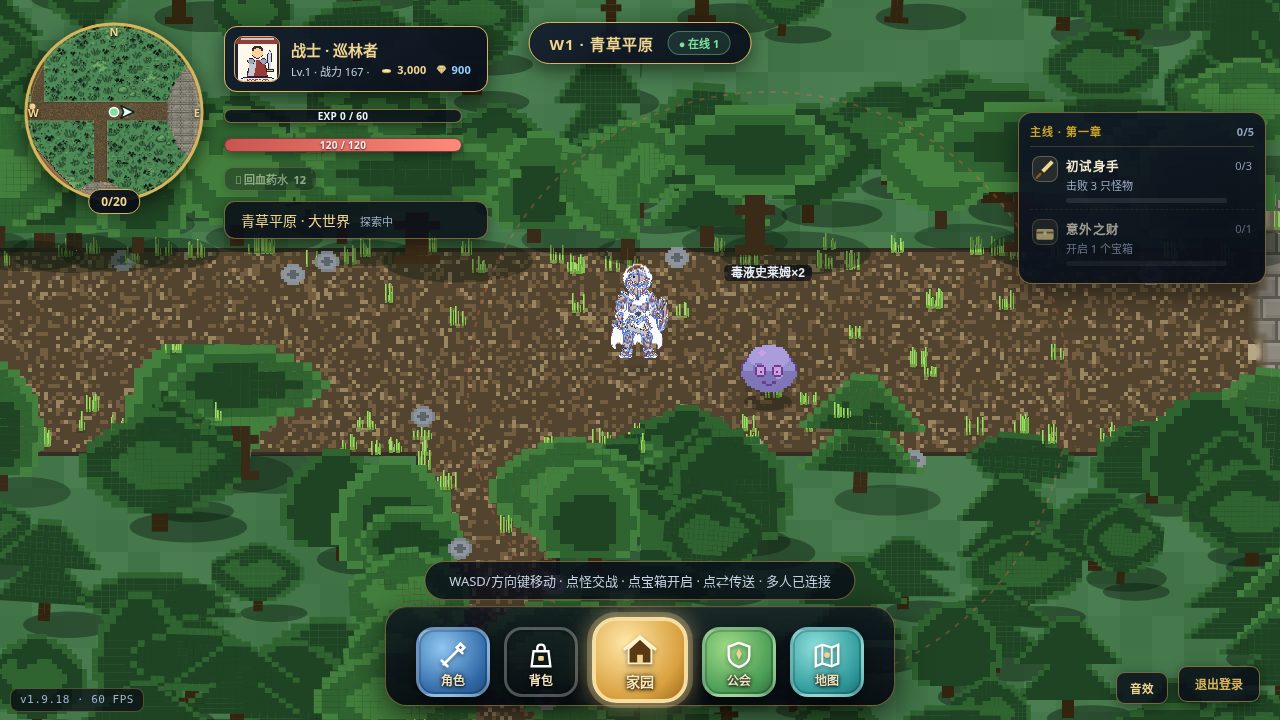 N
W
E
0/20
战士 · 巡林者
Lv.1 · 战力 167 ·
3,000
900
EXP 0 / 60
120 / 120
回血药水 12
青草平原 · 大世界 探索中
W1 · 青草平原
● 在线 1
主线 · 第一章 0/5
初试身手 0/3
击败 3 只怪物
意外之财 0/1
开启 1 个宝箱
毒液史莱姆×2
WASD/方向键移动 · 点怪交战 · 点宝箱开启 · 点⇄传送 · 多人已连接
角色
背包
家园
公会
地图
v1.9.18 · 60 FPS
音效
退出登录